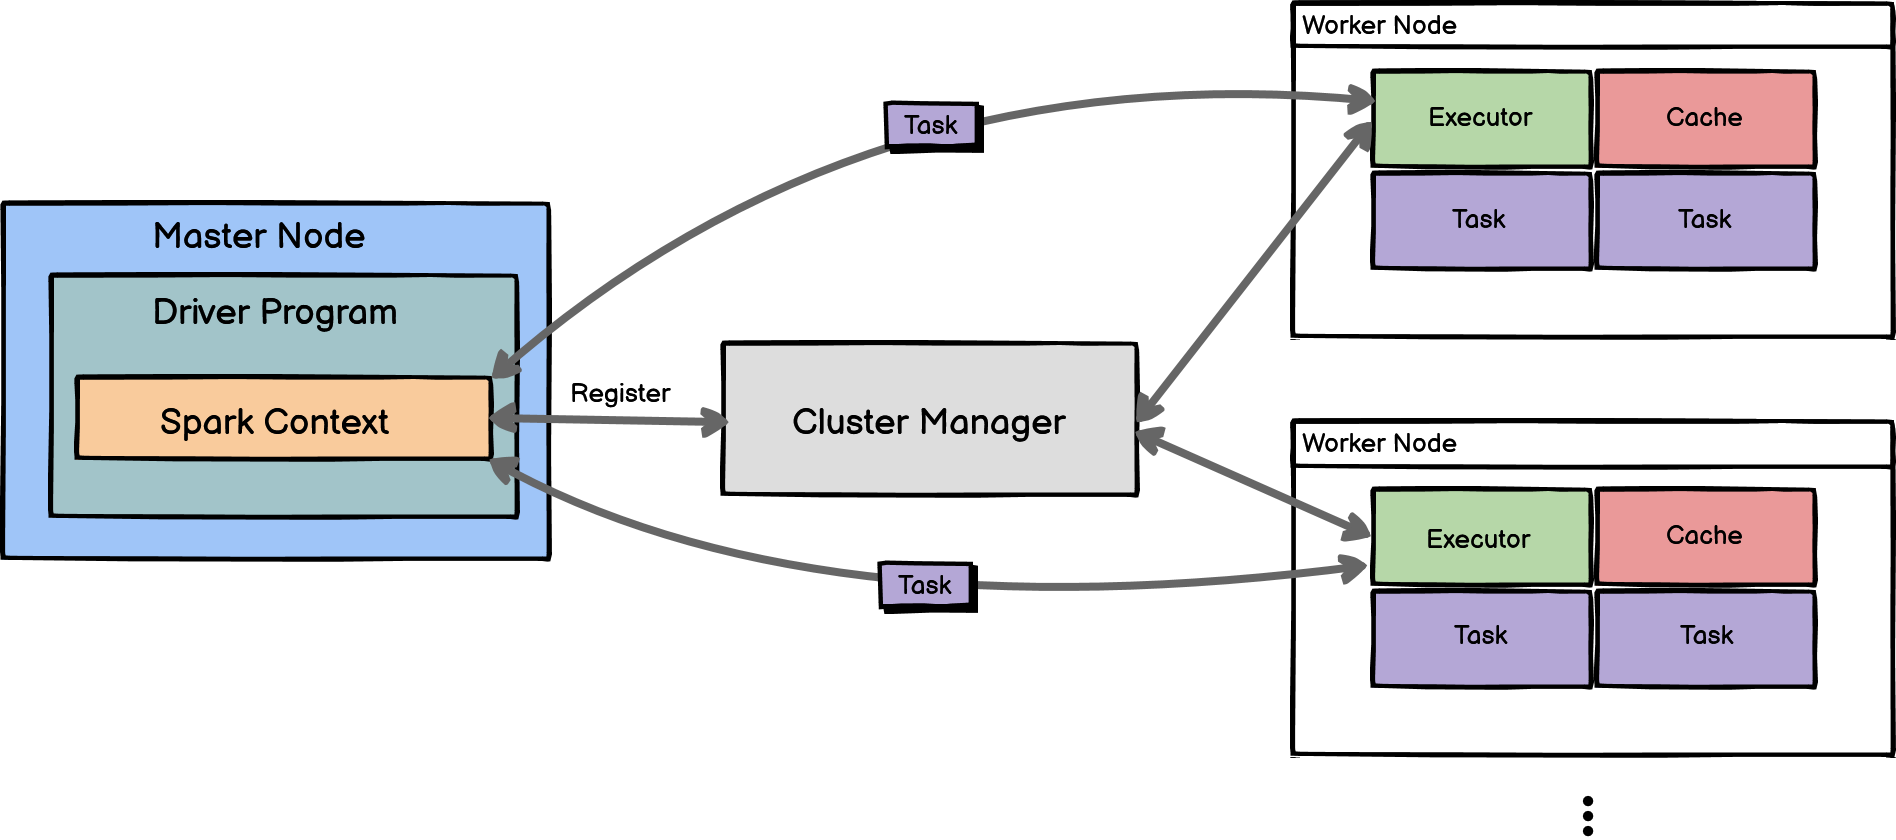 Master Node
Driver Program
Spark Context
Register
Task
Task
Cluster Manager
Worker Node
Executor
Cache
Task
Task
Worker Node
Executor
Cache
Task
Task